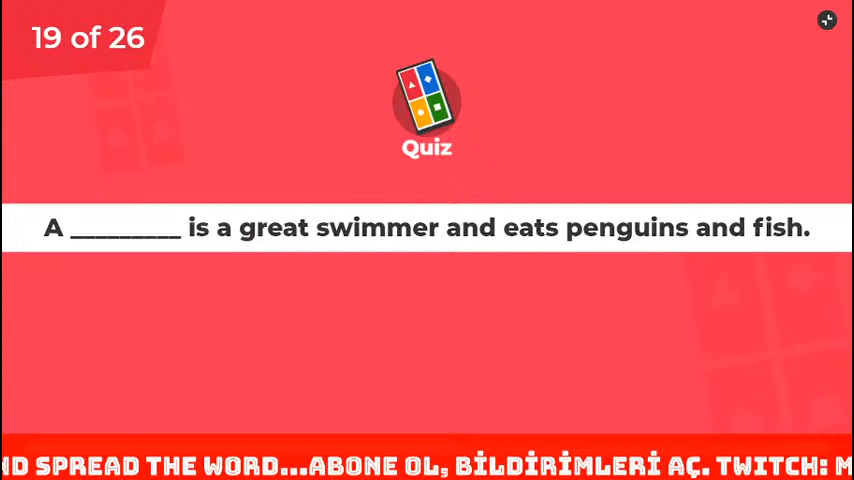 19 of 26
Quiz
A _________ is a great swimmer and eats penguins and fish.
ND SPREAD THE WORD...ABONE OL, BİLDİRİMLERİ AÇ. TWITCH: M